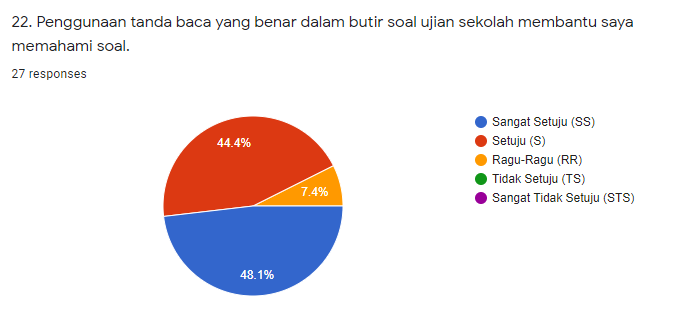 22. Penggunaan tanda baca yang benar dalam butir soal ujian sekolah membantu saya
memahami soal.
27 responses
44.4%
7.4%
48.1%
Sangat Setuju (SS)
Setuju (S)
Ragu-Ragu (RR)
Tidak Setuju (TS)
Sangat Tidak Setuju (STS)